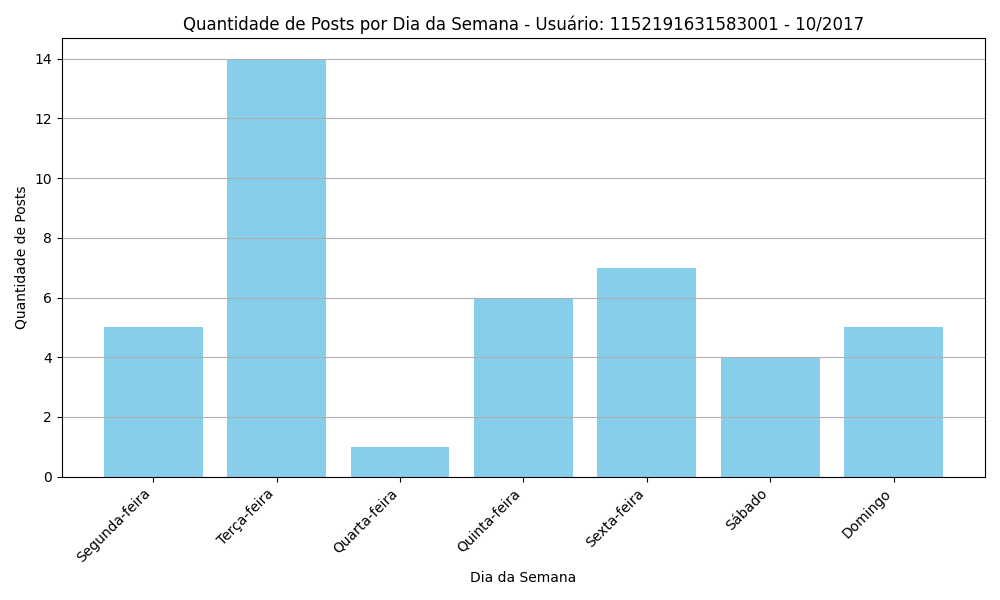 Quantidade de Posts por Dia da Semana - Usuário: 1152191631583001 - 10/2017
Quantidade de Posts
14
12
10
8
6
4
2
0
Segunda-feira
Terça-feira
Quarta-feira
Quinta-feira
Sexta-feira
Sábado
Domingo
Dia da Semana